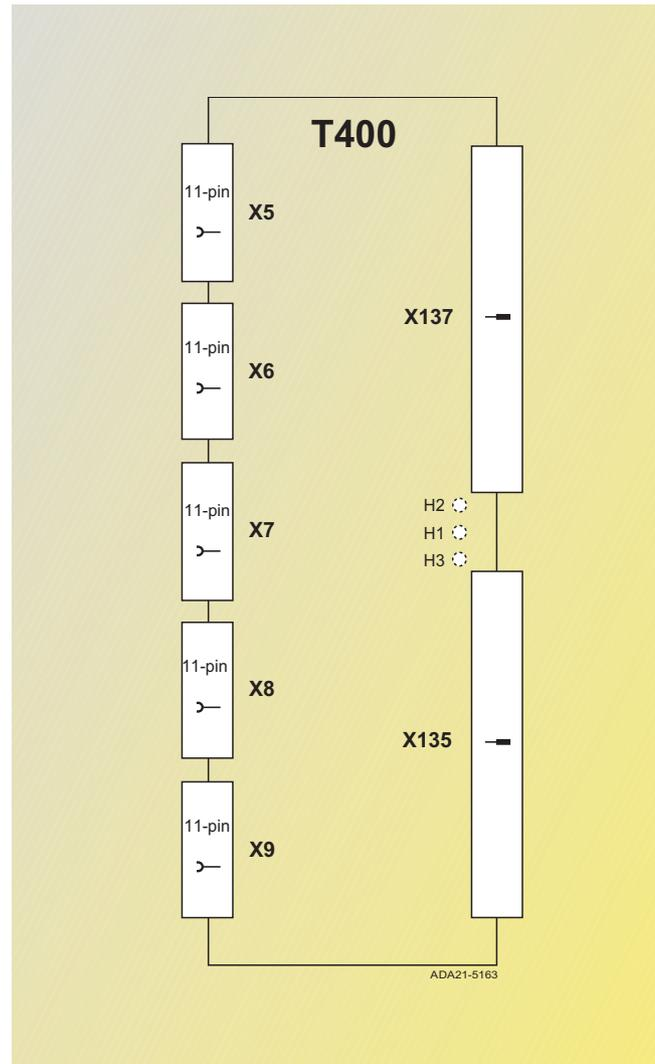 T400
11-pin
X5
X137
11-pin
X6
11-pin
X7
H2
H1
H3
11-pin
X8
X135
11-pin
X9
ADA21-5163